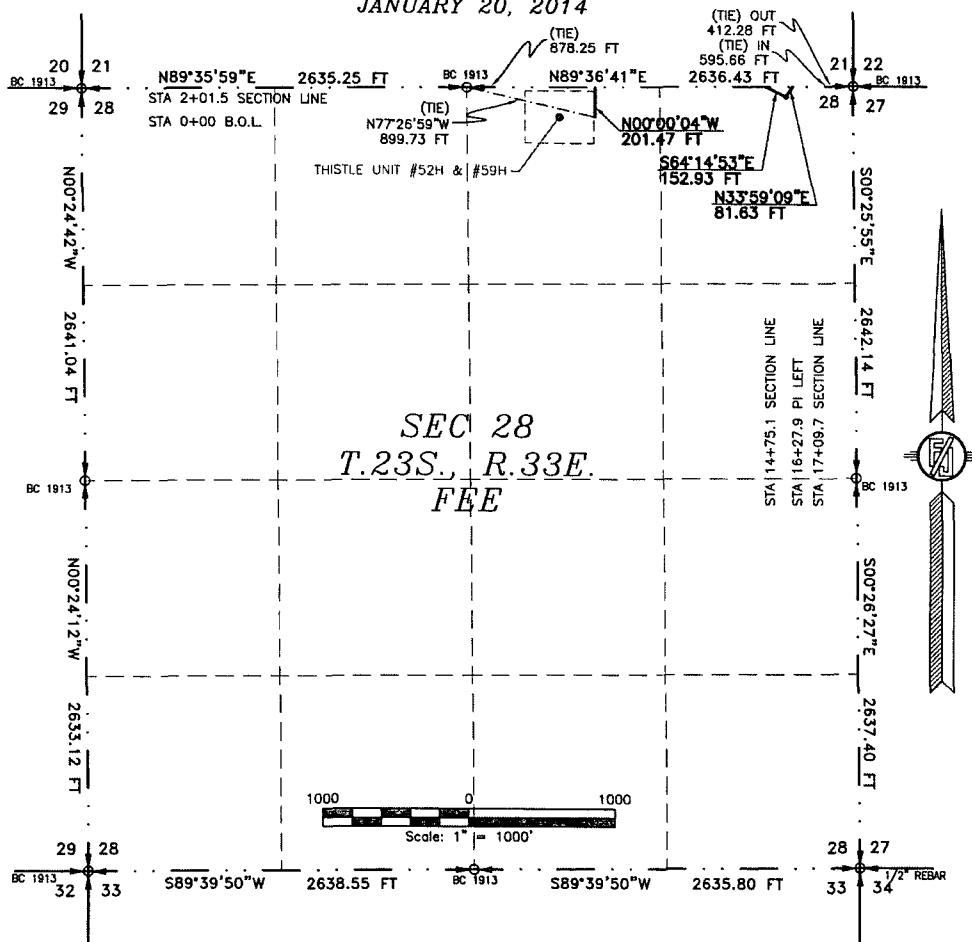 JANUARY 20, 2014
(TIE) OUT
412.28 FT
(TIE) IN
595.66 FT
(TIE)
878.25 FT
20 21
BC 1913
29 28
N89°35'59"E 2635.25 FT
BC 1913
N89°36'41"E 2636.43 FT
21 22
BC 1913
28 27
STA 2+01.5 SECTION LINE
STA 0+00 B.O.L.
(TIE)
N77°26'59"W
899.73 FT
N00°00'04"W
201.47 FT
THISTLE UNIT #52H & #59H
S64°14'53"E
152.93 FT
N33°59'09"E
81.63 FT
N00°24'42"W 2641.04 FT
S00°25'55"E 2642.14 FT
STA 14+75.1 SECTION LINE
STA 16+27.9 PI LEFT
STA 17+09.7 SECTION LINE
SEC 28
T.23S., R.33E.
FEE
BC 1913
BC 1913
N00°24'12"W 2633.12 FT
S00°26'27"E 2637.40 FT
1000 0 1000
Scale: 1" = 1000'
29 28
BC 1913
32 33
S89°39'50"W 2638.55 FT
BC 1913
S89°39'50"W 2635.80 FT
28 27
33 34
1/2" REBAR